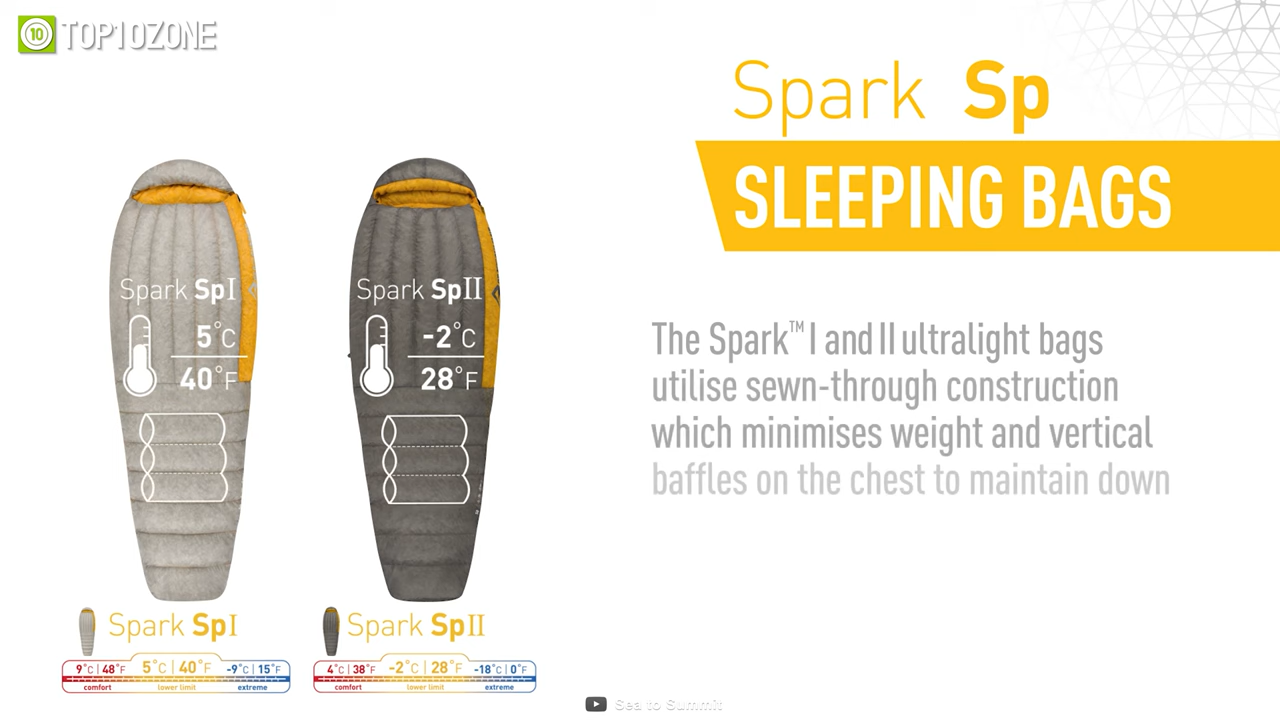 10 TOP10ZONE
Spark Sp
SLEEPING BAGS
Spark SpI
5°C
40°F
Spark SpII
-2°C
28°F
The Spark™ I and II ultralight bags
utilise sewn-through construction
which minimises weight and vertical
baffles on the chest to maintain down
Spark SpI
9°C | 48°F 5°C | 40°F -9°C | 15°F
comfort lower limit extreme
Spark SpII
4°C | 38°F -2°C | 28°F -18°C | 0°F
comfort lower limit extreme
Sea to Summit